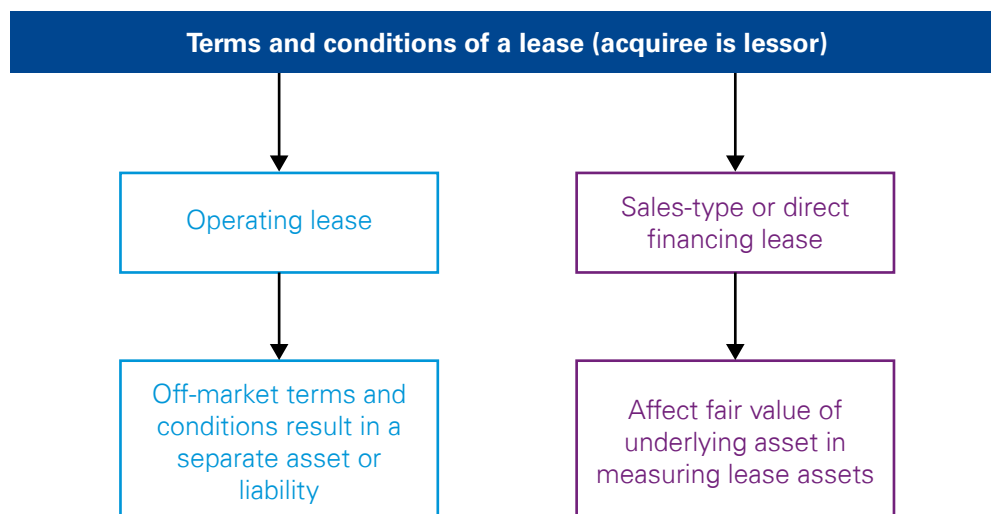 Terms and conditions of a lease (acquiree is lessor)
Operating lease
Sales-type or direct
financing lease
Off-market terms and
conditions result in a
separate asset or
liability
Affect fair value of
underlying asset in
measuring lease assets